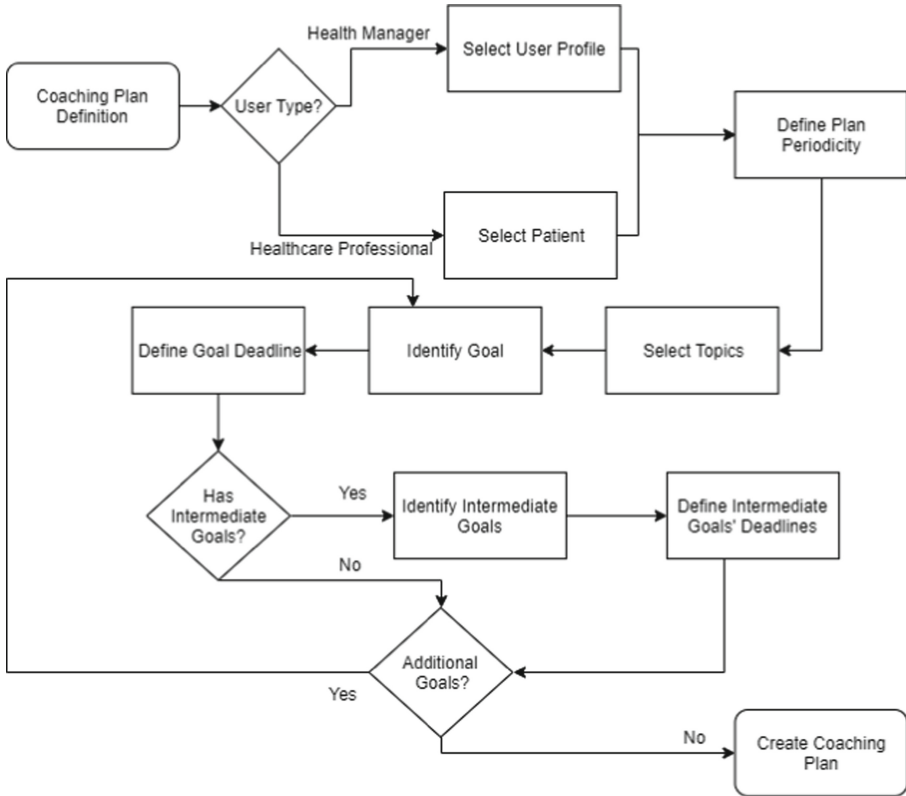 Health Manager
Select User Profile
Coaching Plan
Definition
User Type?
Define Plan
Periodicity
Healthcare Professional
Select Patient
Define Goal Deadline
Identify Goal
Select Topics
Has
Intermediate
Goals?
Yes
Identify Intermediate
Goals
Define Intermediate
Goals' Deadlines
No
Additional
Goals?
Yes
No
Create Coaching
Plan